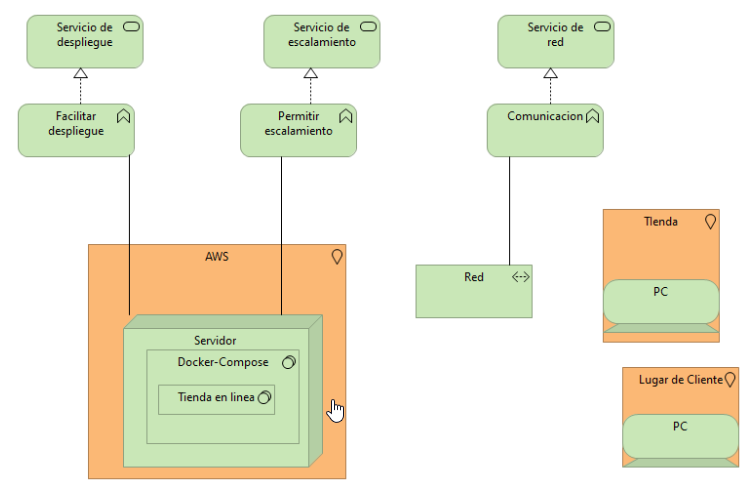 Servicio de
despliegue
Servicio de
escalamiento
Servicio de
red
Facilitar
despliegue
Permitir
escalamiento
Comunicacion
TIenda
PC
AWS
Red
Servidor
Docker-Compose
Tienda en linea
Lugar de Cliente
PC